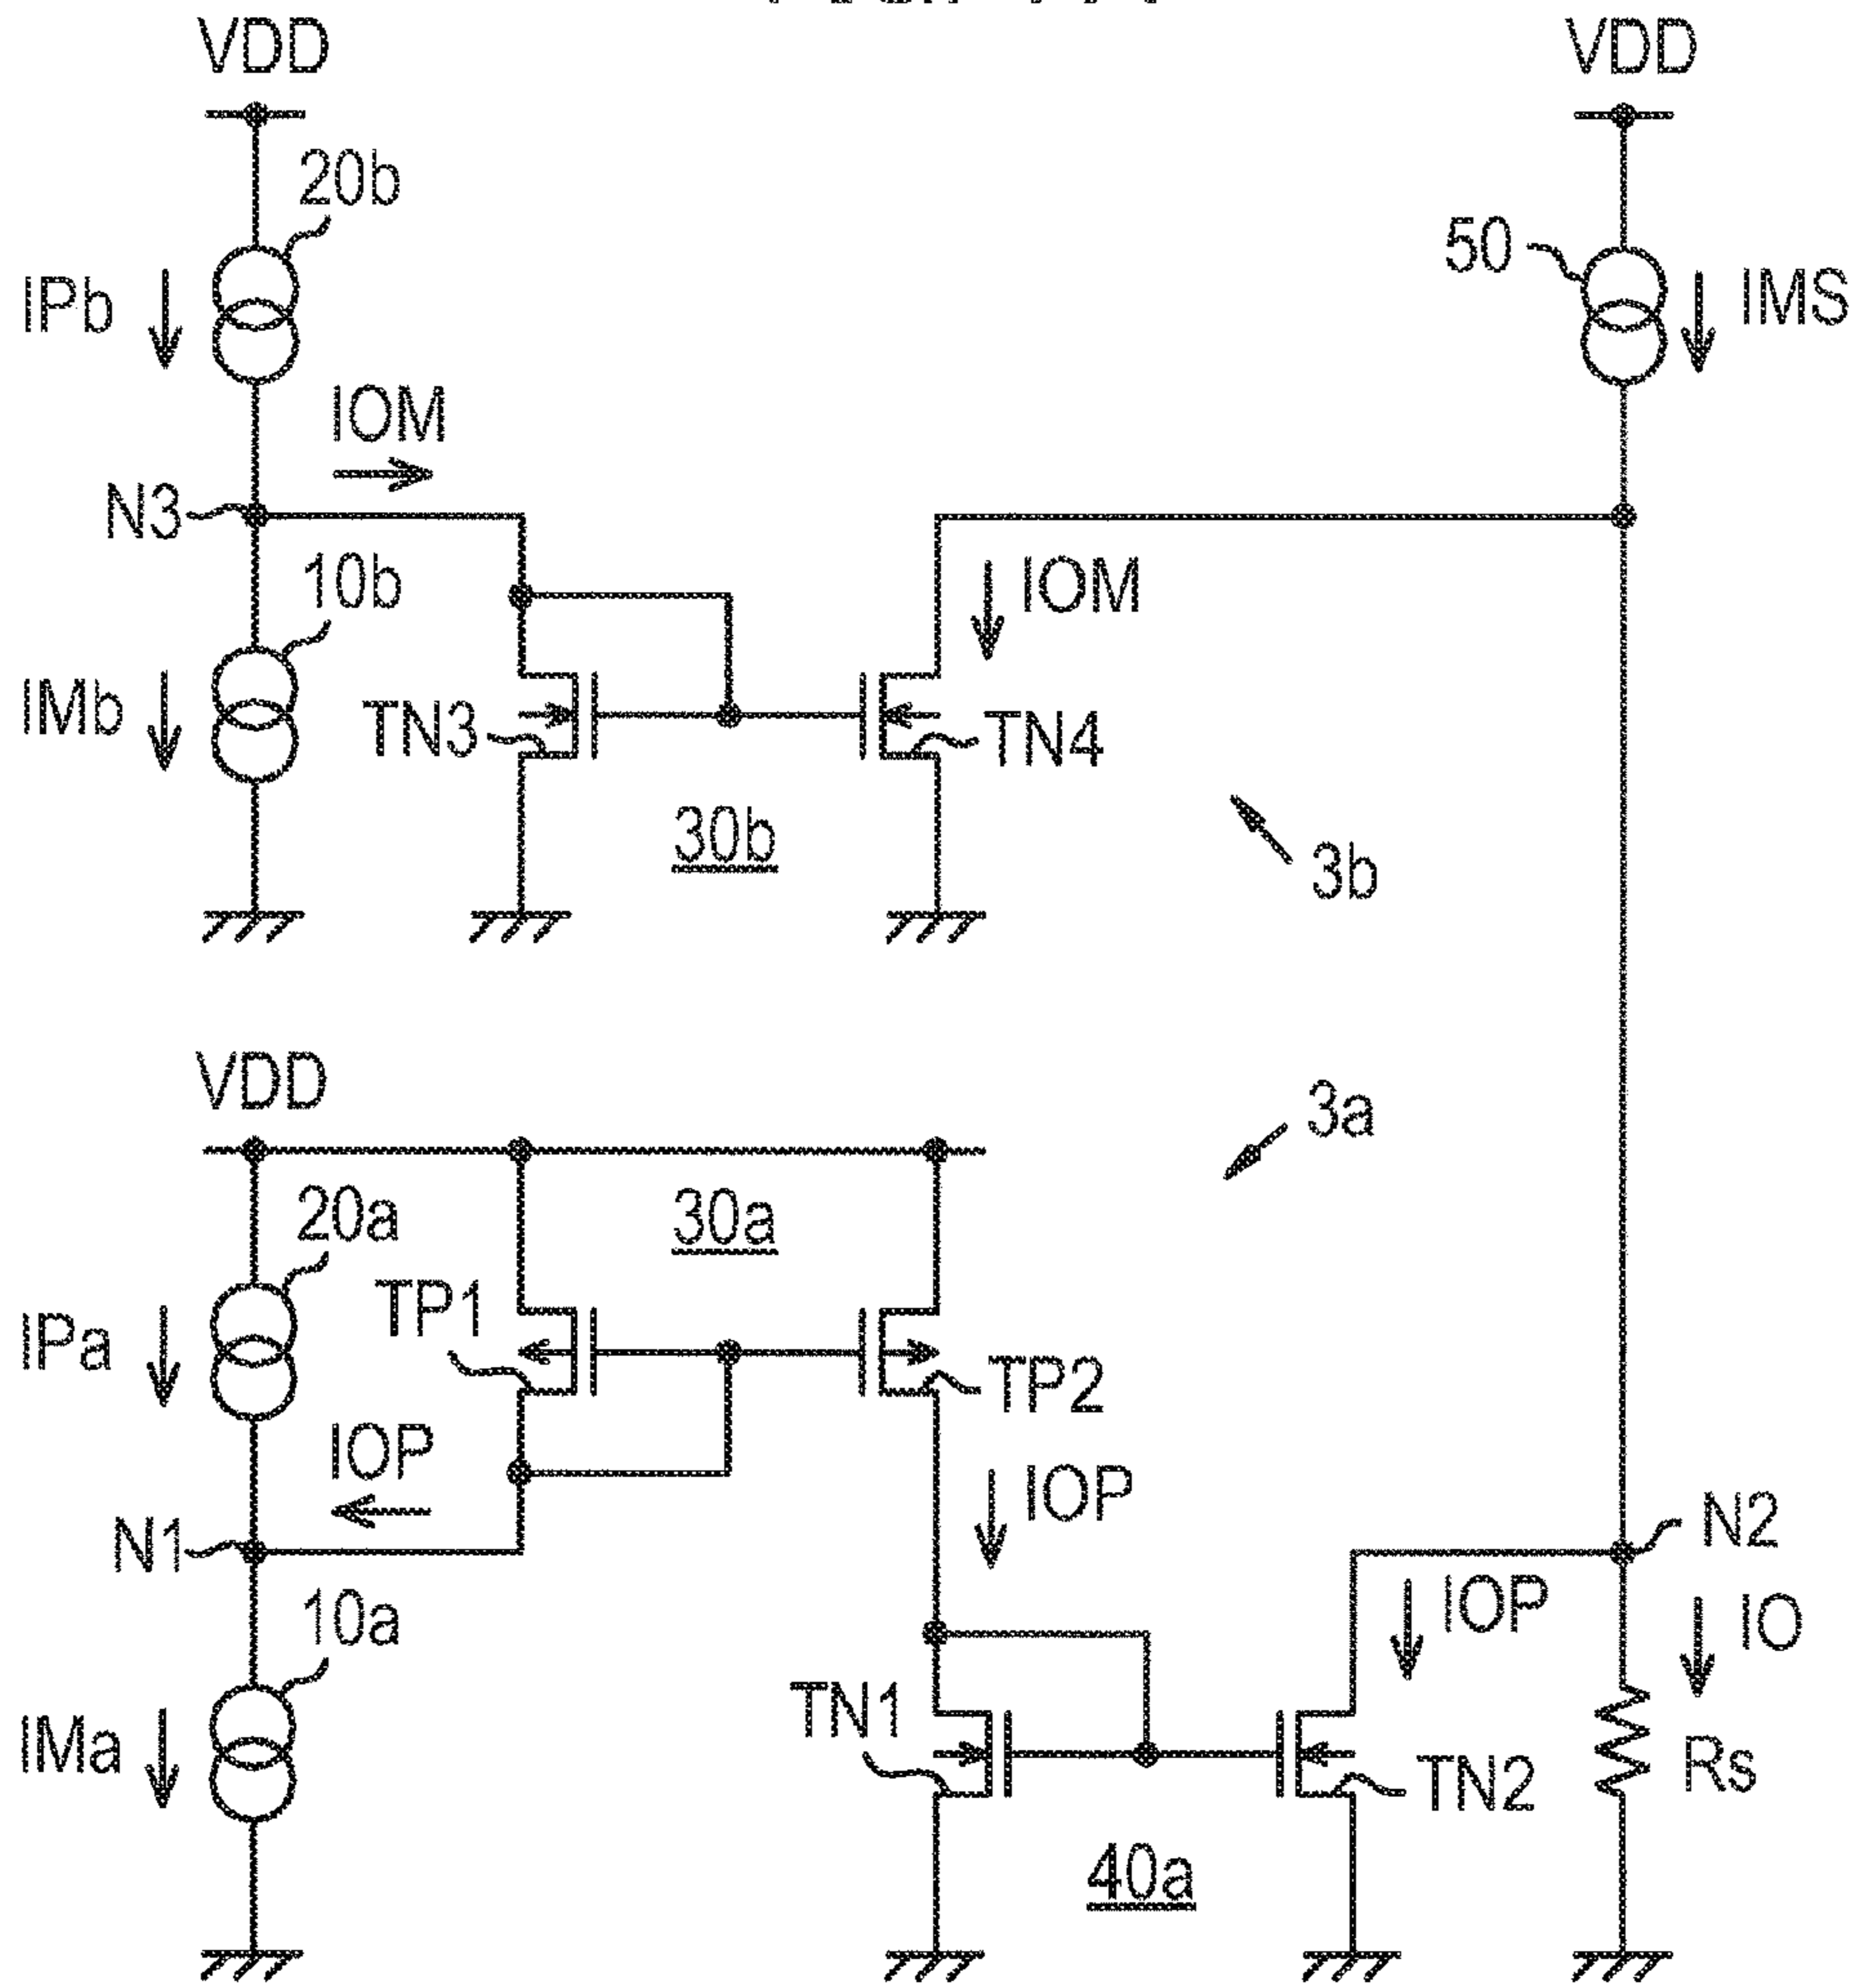 VDD
VDD
20b
50
IPb
IMS
IOM
N3
10b
IOM
IMb
TN3
TN4
30b
3b
VDD
3a
20a
30a
TP1
IPa
TP2
IOP
IOP
N1
N2
10a
IOP
IO
TN1
IMa
Rs
TN2
40a